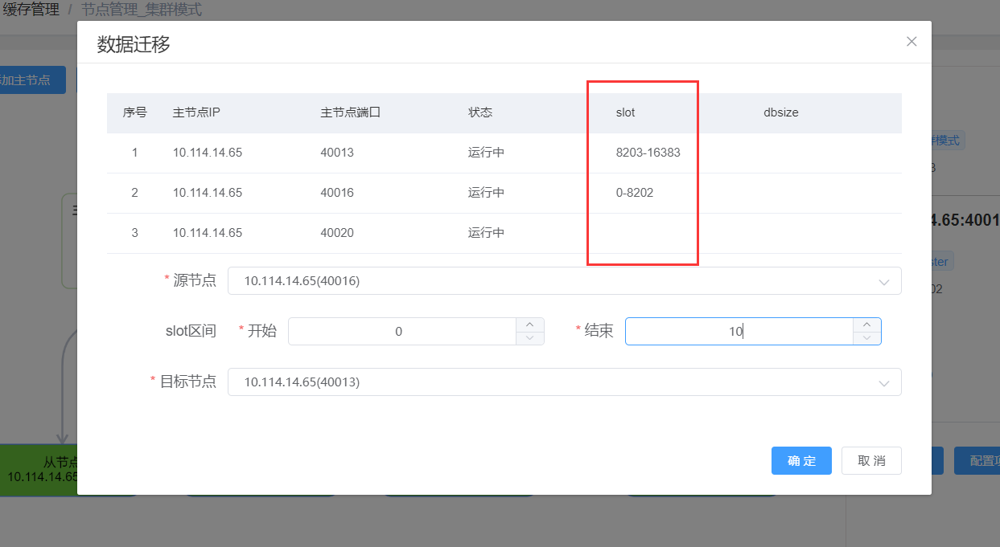 缓存管理 / 节点管理_集群模式
数据迁移
加主节点
序号 主节点IP 主节点端口 状态 slot dbsize
1 10.114.14.65 40013 运行中 8203-16383
2 10.114.14.65 40016 运行中 0-8202
3 10.114.14.65 40020 运行中
* 源节点 10.114.14.65(40016)
slot区间 * 开始 0 * 结束 10
* 目标节点 10.114.14.65(40013)
确 定 取 消
模式
3
4.65:4001
ster
02
配置
从节点
10.114.14.65